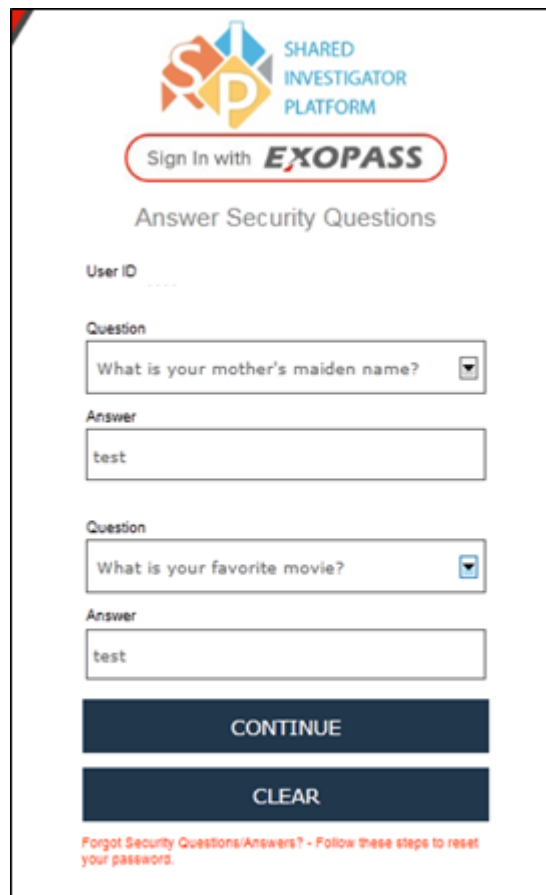 SIP
SHARED
INVESTIGATOR
PLATFORM
Sign In with EXOPASS
Answer Security Questions
User ID
Question
What is your mother's maiden name?
Answer
test
Question
What is your favorite movie?
Answer
test
CONTINUE
CLEAR
Forgot Security Questions/Answers? - Follow these steps to reset
your password.